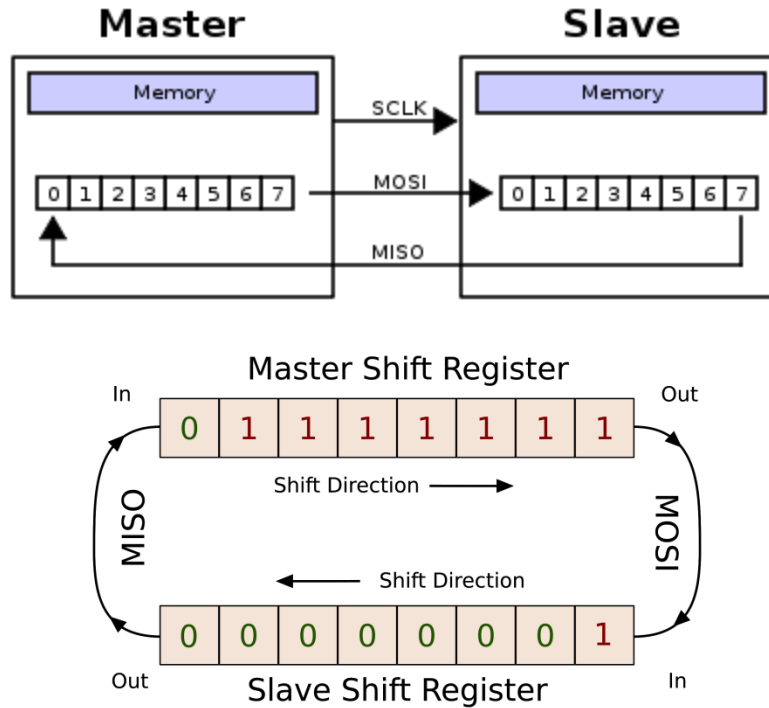 Master Slave
Memory Memory
SCLK
0 1 2 3 4 5 6 7 MOSI 0 1 2 3 4 5 6 7
MISO
Master Shift Register
In Out
0 1 1 1 1 1 1 1
Shift Direction
MISO MOSI
Shift Direction
0 0 0 0 0 0 0 1
Out In
Slave Shift Register